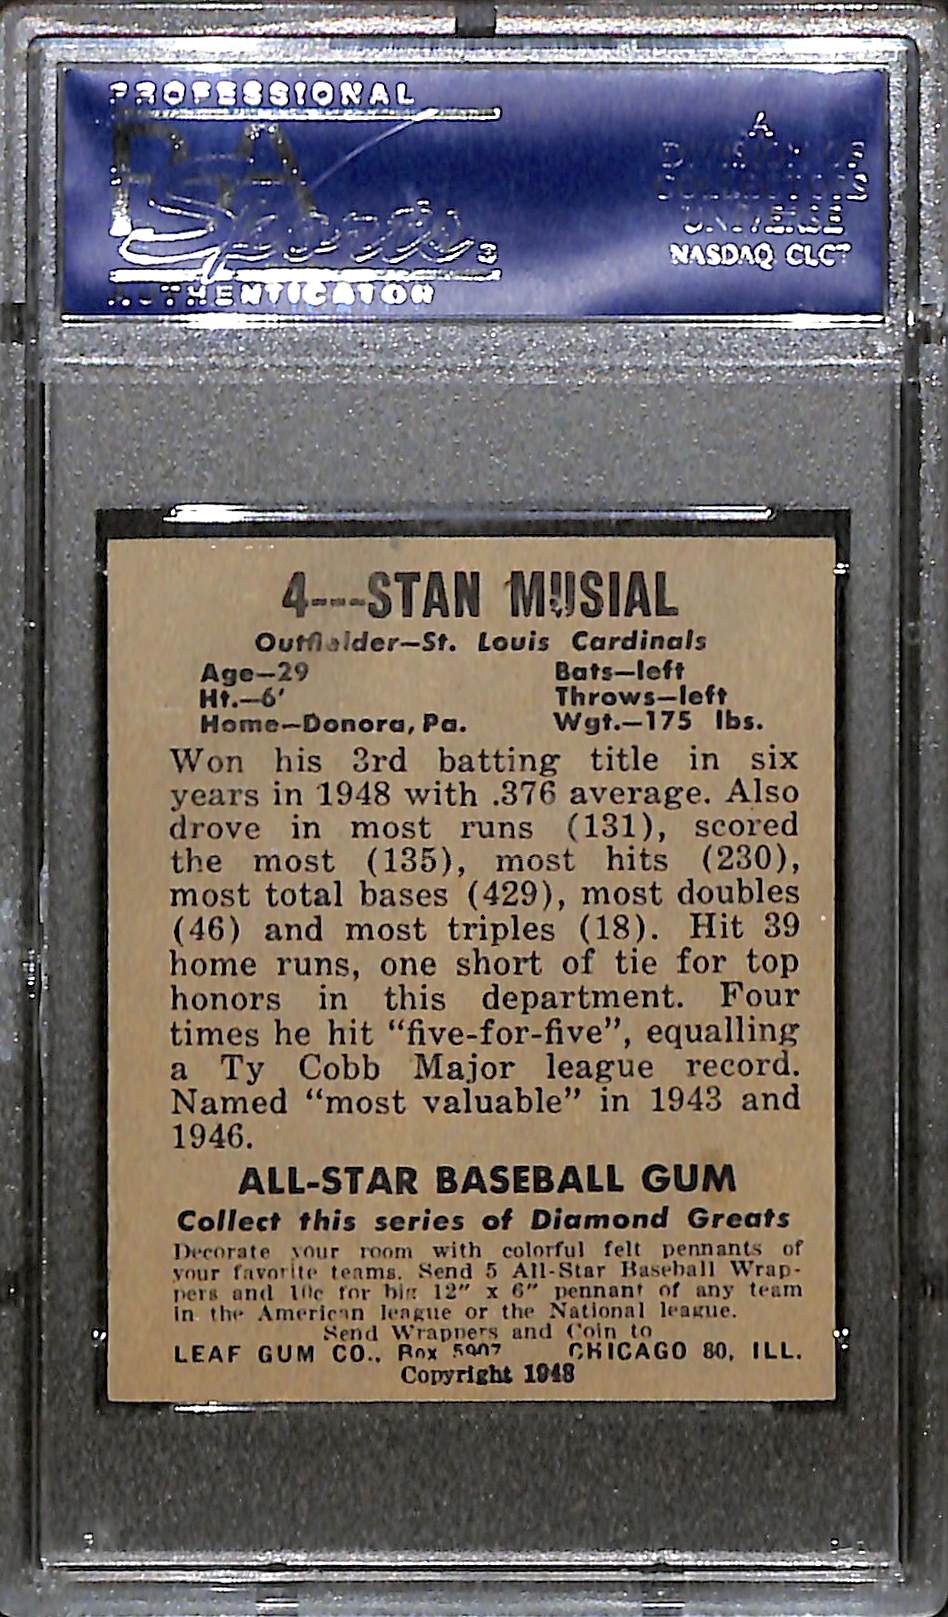 PROFESSIONAL
PSA
Sports
AUTHENTICATOR
A
DIVISION OF
COLLECTORS
UNIVERSE
NASDAQ CLCT
4---STAN MUSIAL
Outfielder—St. Louis Cardinals
Age—29 Bats—left
Ht.—6' Throws—left
Home—Donora, Pa. Wgt.—175 lbs.
Won his 3rd batting title in six
years in 1948 with .376 average. Also
drove in most runs (131), scored
the most (135), most hits (230),
most total bases (429), most doubles
(46) and most triples (18). Hit 39
home runs, one short of tie for top
honors in this department. Four
times he hit "five-for-five", equalling
a Ty Cobb Major league record.
Named "most valuable" in 1943 and
1946.
ALL-STAR BASEBALL GUM
Collect this series of Diamond Greats
Decorate your room with colorful felt pennants of
your favorite teams. Send 5 All-Star Baseball Wrap-
pers and 10c for big 12" x 6" pennant of any team
in the American league or the National league.
Send Wrappers and Coin to
LEAF GUM CO., Box 5907 CHICAGO 80, ILL.
Copyright 1948